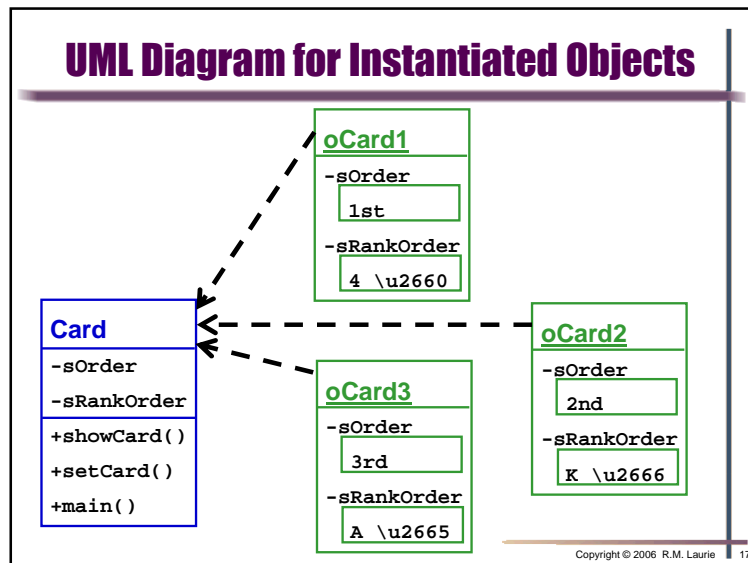 UML Diagram for Instantiated Objects
oCard1
-sOrder
1st
-sRankOrder
4 \u2660
Card
-sOrder
-sRankOrder
+showCard()
+setCard()
+main()
oCard2
-sOrder
2nd
-sRankOrder
K \u2666
oCard3
-sOrder
3rd
-sRankOrder
A \u2665
Copyright © 2006 R.M. Laurie 17